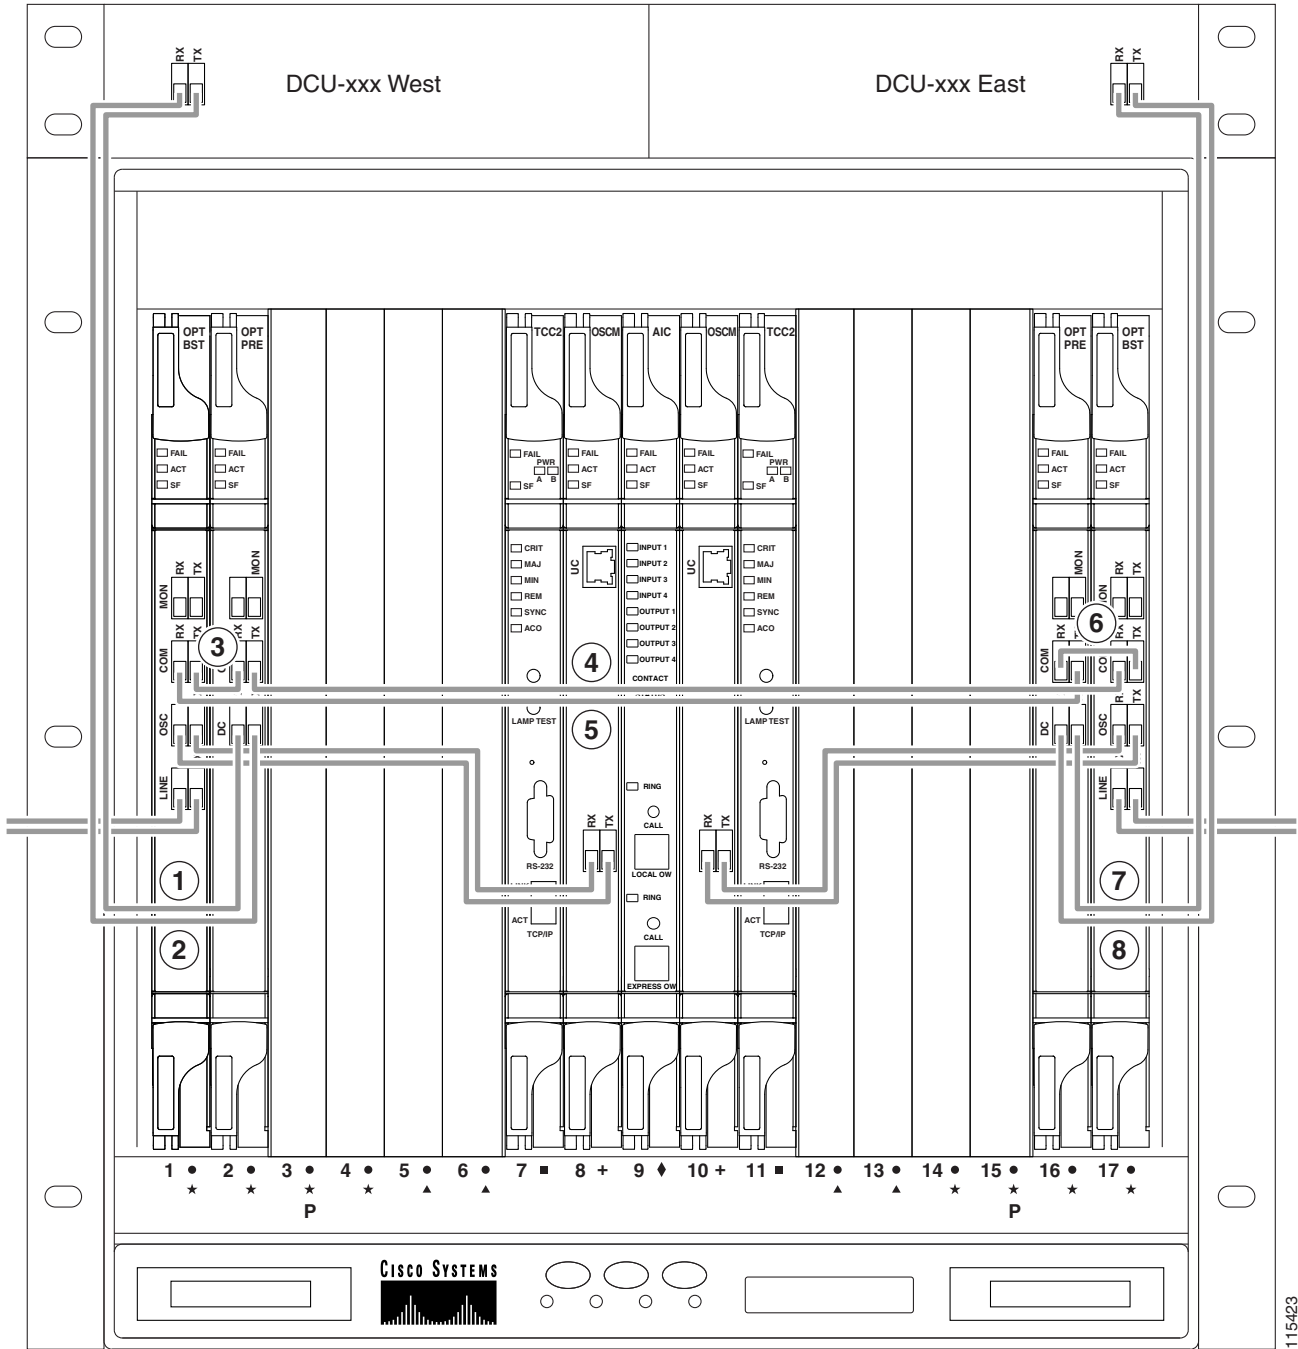 RX TX
DCU-xxx West
DCU-xxx East
RX TX
OPT BST
OPT PRE
TCC2
OSCM
AIC
OSCM
TCC2
OPT PRE
OPT BST
FAIL ACT SF
FAIL ACT SF
FAIL PWR A B SF
FAIL ACT SF
FAIL ACT SF
FAIL ACT SF
FAIL PWR A B SF
FAIL ACT SF
FAIL ACT SF
CRIT MAJ MIN REM SYNC ACO
UC
INPUT 1
INPUT 2
INPUT 3
INPUT 4
OUTPUT 1
OUTPUT 2
OUTPUT 3
OUTPUT 4
CONTACT
UC
CRIT MAJ MIN REM SYNC ACO
MON RX TX
MON
MON
MON RX TX
COM RX
RX TX
COM RX
RX TX
3
4
5
6
LAMP TEST
LAMP TEST
OSC
DC
DC
OSC
TX
LINE
LINE
RING
CALL
LOCAL OW
RING
CALL
EXPRESS OW
RX TX
RX TX
RS-232
ACT
TCP/IP
RS-232
ACT
TCP/IP
1
2
7
8
1 ● 2 ● 3 ● 4 ● 5 ● 6 ● 7 ■ 8 + 9 ♦ 10 + 11 ■ 12 ● 13 ● 14 ● 15 ● 16 ● 17 ●
★ ★ ★ ★ ▲ ▲ ▲ ▲ ★ ★ ★ ★
P P
CISCO SYSTEMS
115423